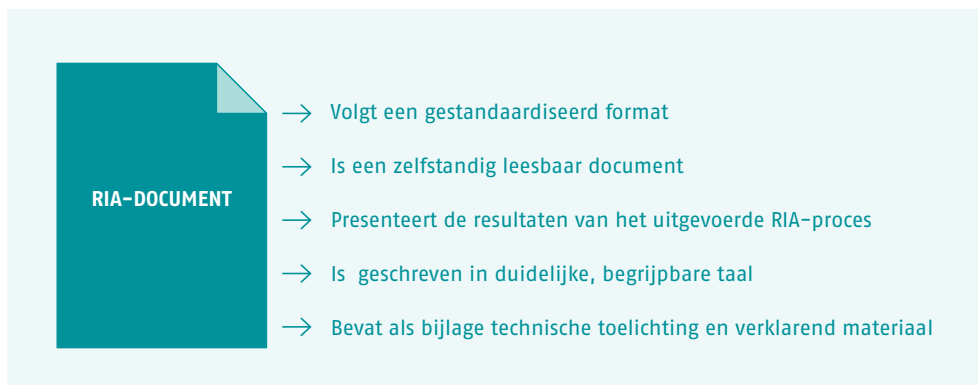 RIA-DOCUMENT
→ Volgt een gestandaardiseerd format
→ Is een zelfstandig leesbaar document
→ Presenteert de resultaten van het uitgevoerde RIA-proces
→ Is geschreven in duidelijke, begrijpbare taal
→ Bevat als bijlage technische toelichting en verklarend materiaal